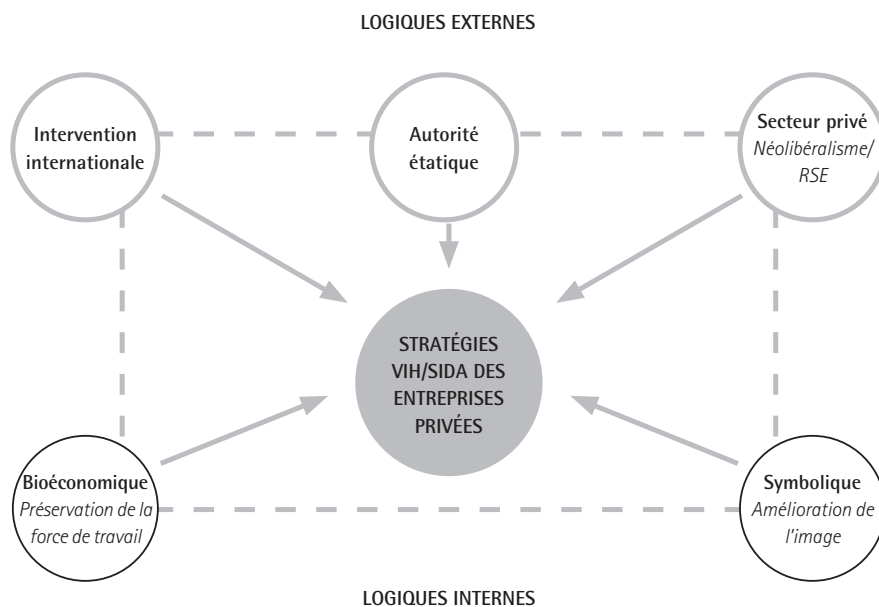 LOGIQUES EXTERNES
Intervention
internationale
Autorité
étatique
Secteur privé
Néolibéralisme/
RSE
STRATÉGIES
VIH/SIDA DES
ENTREPRISES
PRIVÉES
Bioéconomique
Préservation de la
force de travail
Symbolique
Amélioration de
l'image
LOGIQUES INTERNES